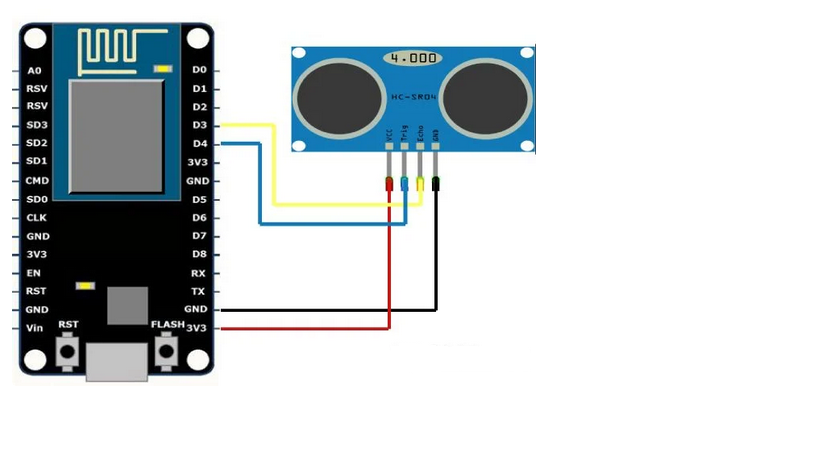 A0
RSV
RSV
SD3
SD2
SD1
CMD
SD0
CLK
GND
3V3
EN
RST
GND
Vin
RST
FLASH
D0
D1
D2
D3
D4
3V3
GND
D5
D6
D7
D8
RX
TX
GND
3V3
4.000
HC-SR04
VCC
Trig
Echo
GND